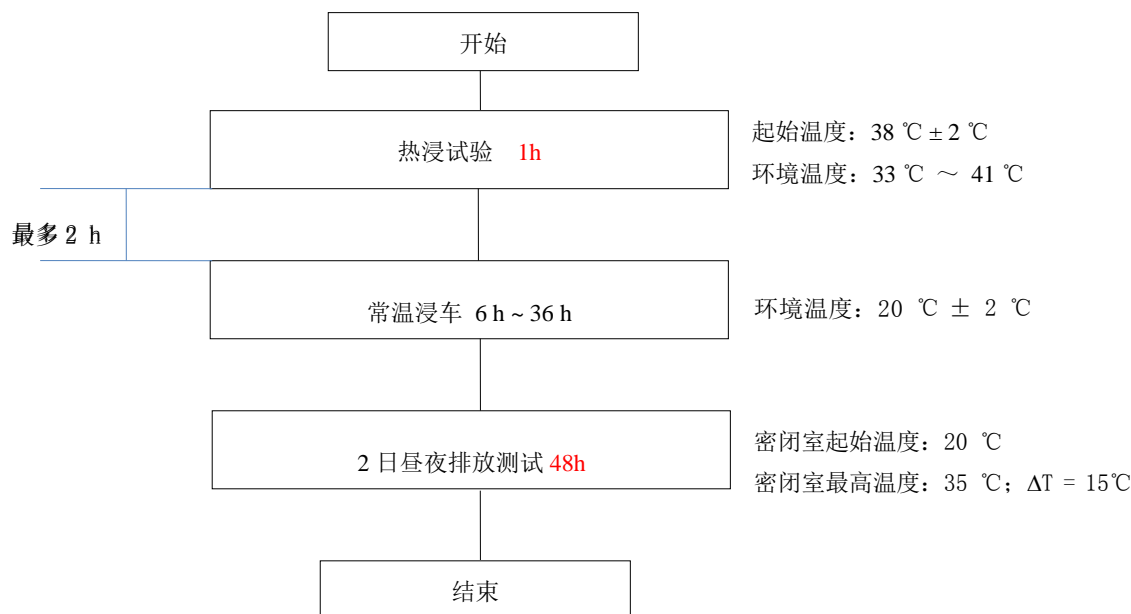 开始
热浸试验 1h
起始温度：38 ℃ ± 2 ℃
环境温度：33 ℃ ～ 41 ℃
最多 2 h
常温浸车 6 h ~ 36 h
环境温度：20 ℃ ± 2 ℃
2 日昼夜排放测试 48h
密闭室起始温度：20 ℃
密闭室最高温度：35 ℃；ΔT = 15℃
结束